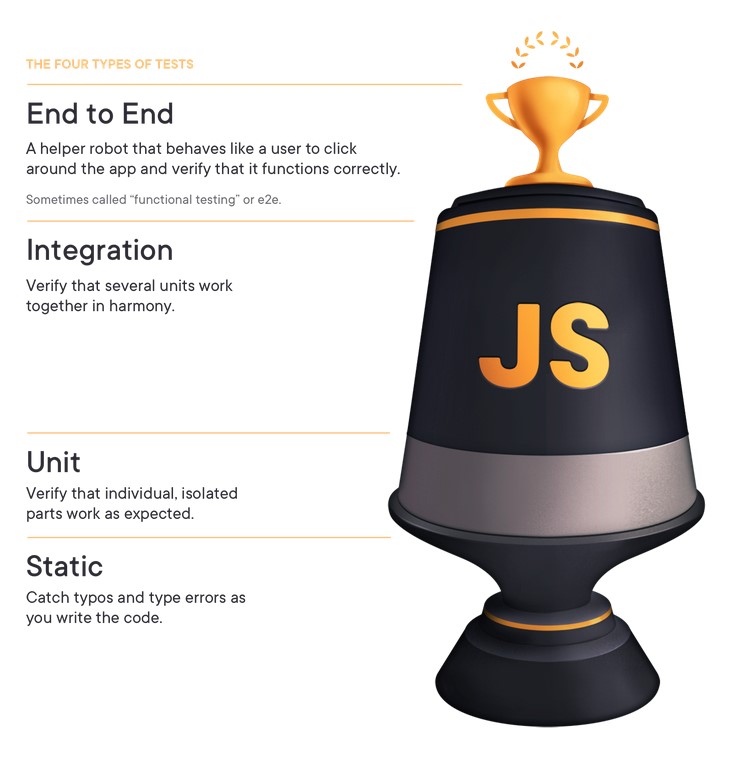 THE FOUR TYPES OF TESTS
End to End
A helper robot that behaves like a user to click
around the app and verify that it functions correctly.
Sometimes called “functional testing” or e2e.
Integration
Verify that several units work
together in harmony.
JS
Unit
Verify that individual, isolated
parts work as expected.
Static
Catch typos and type errors as
you write the code.